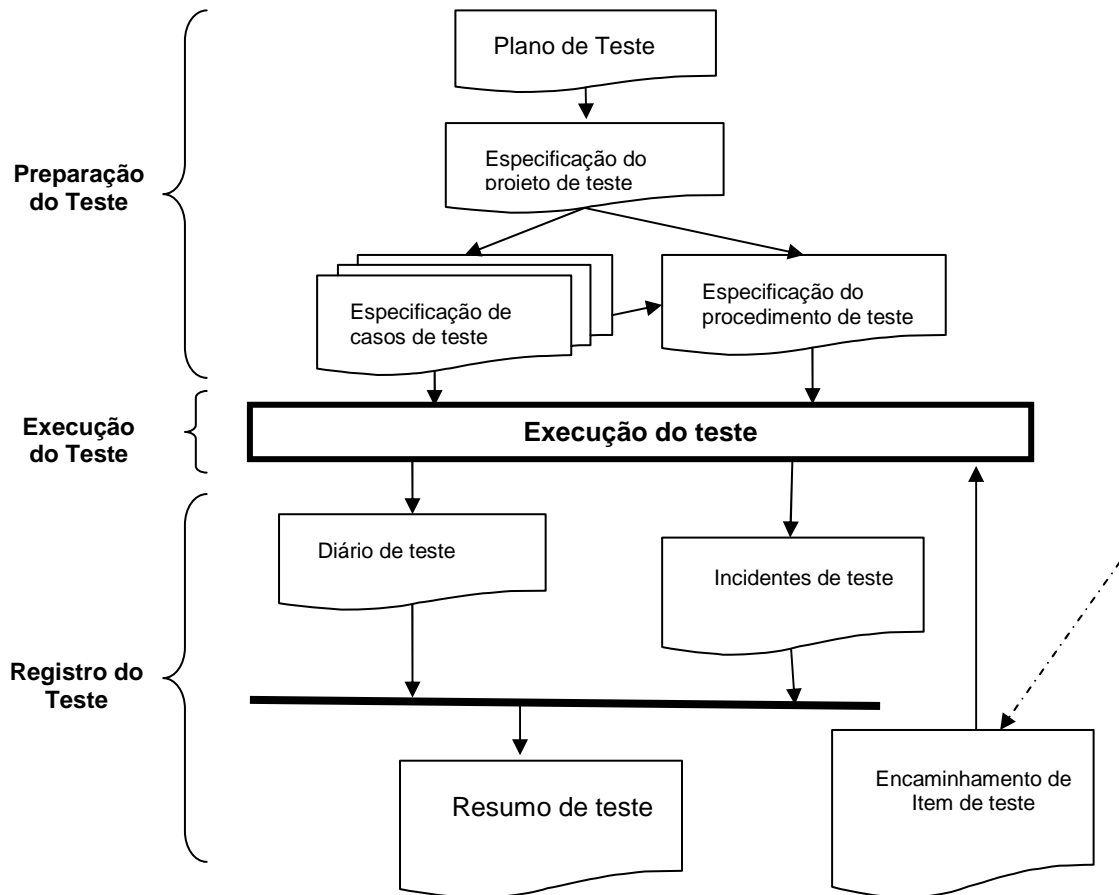 Plano de Teste
Especificação do
projeto de teste
Preparação
do Teste
Especificação de
casos de teste
Especificação do
procedimento de teste
Execução
do Teste
Execução do teste
Diário de teste
Incidentes de teste
Registro do
Teste
Resumo de teste
Encaminhamento de
Item de teste